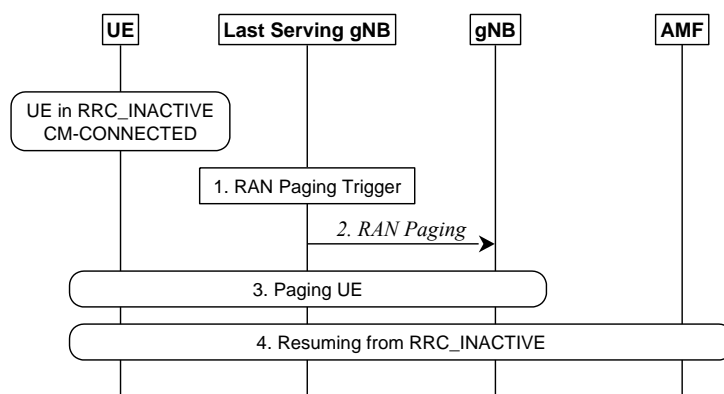 UE
Last Serving gNB
gNB
AMF
UE in RRC_INACTIVE
CM-CONNECTED
1. RAN Paging Trigger
2. RAN Paging
3. Paging UE
4. Resuming from RRC_INACTIVE